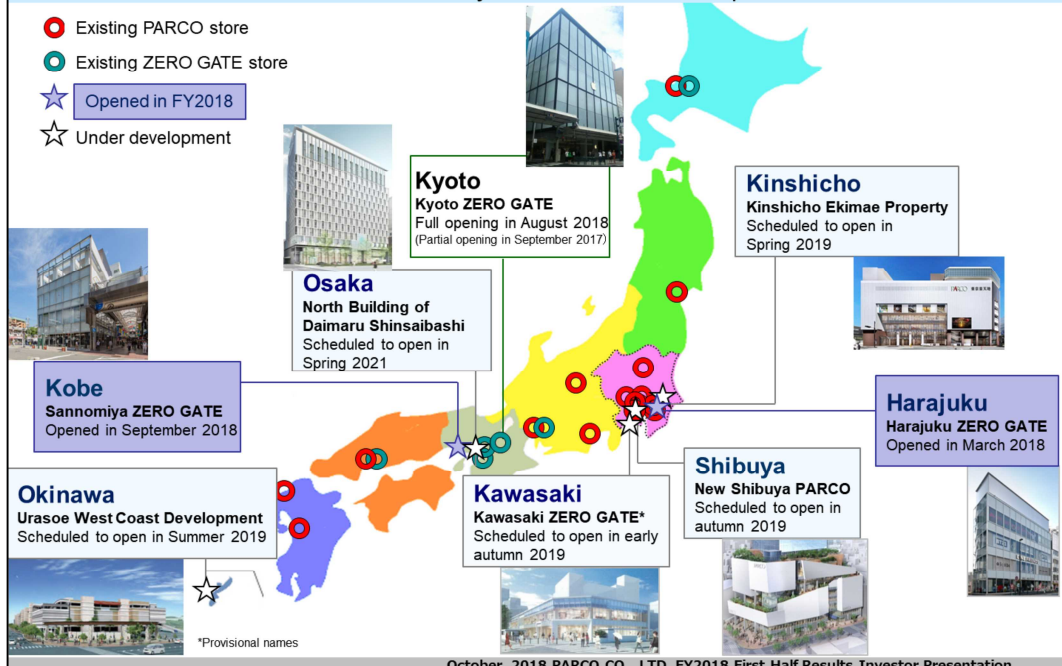 Existing PARCO store
Existing ZERO GATE store
Opened in FY2018
Under development
Kyoto
Kyoto ZERO GATE
Full opening in August 2018
(Partial opening in September 2017)
Kinshicho
Kinshicho Ekimae Property
Scheduled to open in
Spring 2019
Osaka
North Building of
Daimaru Shinsaibashi
Scheduled to open in
Spring 2021
Kobe
Sannomiya ZERO GATE
Opened in September 2018
Harajuku
Harajuku ZERO GATE
Opened in March 2018
Okinawa
Urasoe West Coast Development
Scheduled to open in Summer 2019
Kawasaki
Kawasaki ZERO GATE*
Scheduled to open in early
autumn 2019
Shibuya
New Shibuya PARCO
Scheduled to open in
autumn 2019
PARCO
PARCO
*Provisional names
October, 2018 PARCO CO., LTD. FY2018 First Half Results Investor Presentation